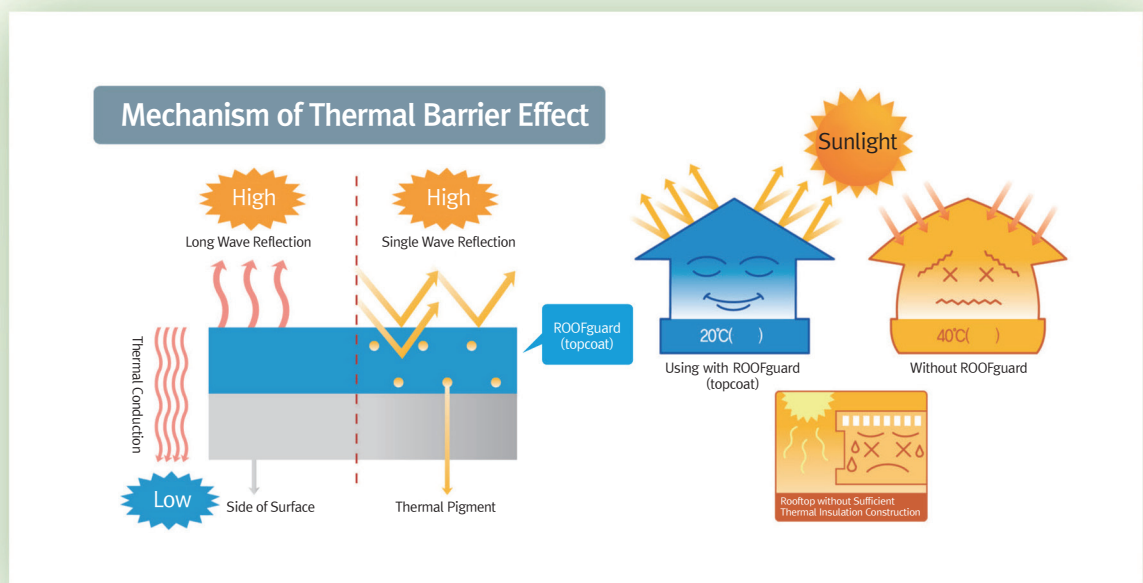 Mechanism of Thermal Barrier Effect
Sunlight
High
High
Long Wave Reflection
Single Wave Reflection
Thermal Conduction
ROOFguard
(topcoat)
20℃( )
40℃( )
Using with ROOFguard
(topcoat)
Without ROOFguard
Low
Side of Surface
Thermal Pigment
Rooftop without Sufficient
Thermal Insulation Construction